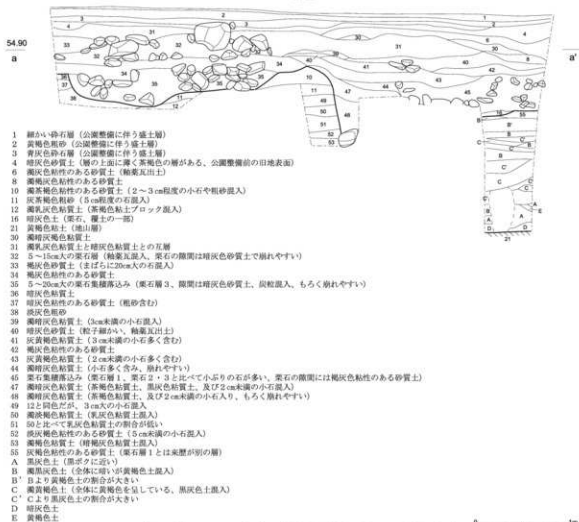 54.90
a
a'
1 細かい砕石層（公園整備に伴う盛土層）
2 黄褐色粗砂（公園整備に伴う盛土層）
3 青灰色砕石層（公園整備に伴う盛土層）
4 暗灰色砂質土（層の上面に薄く茶褐色の層がある、公園整備前の旧地表面）
6 濁灰色粘性のある砂質土（釉薬瓦出土）
8 濁褐灰色粘性のある砂質土
10 濁茶褐色粘性のある砂質土（2～3㎝程度の小石や粗砂混入）
11 灰茶褐色粗砂（5㎝程度の石混入）
12 濁乳灰色粘質土（茶褐色粘土ブロック混入）
16 暗灰色土（栗石、覆土の一部）
21 黄褐色粘土（地山層）
30 濁暗灰褐色粘質土
31 濁乳灰色粘質土と暗灰色粘質土との互層
32 5～15㎝大の栗石層（釉薬瓦混入、栗石の隙間は暗灰色砂質土で崩れやすい）
33 褐灰色砂質土（まばらに20㎝大の石混入）
34 褐灰色粘性のある砂質土
35 5～20㎝大の栗石集積落込み（栗石層3、隙間は暗灰色砂質土、炭粒混入、もろく崩れやすい）
36 暗灰色粘質土
37 暗灰色粘性のある砂質土（粗砂含む）
38 淡灰色粗砂
39 濁暗灰色粘質土（3㎝未満の小石混入）
40 暗灰色砂質土（粒子細かい、釉薬瓦出土）
41 灰黄褐色粘質土（3㎝未満の小石多く含む）
42 褐灰色粘性のある砂質土
43 灰黄褐色粘質土（2㎝未満の小石多く含む）
44 濁暗灰色粘質土（小石多く含み、崩れやすい）
45 栗石集積落込み（栗石層1、栗石2・3と比べて小ぶりの石が多い、栗石の隙間には褐灰色粘性のある砂質土）
47 濁暗灰色粘質土（茶褐色粘質土、黒灰色粘質土、及び2㎝未満の小石混入）
48 濁暗灰色粘質土（茶褐色粘質土、及び2㎝未満の小石入り、もろく崩れやすい）
49 12と同色だが、3㎝大の小石混入
50 濁淡褐色粘質土（乳灰色粘質土混入）
51 50と比べて乳灰色粘質土の割合が低い
52 淡灰褐色粘性のある砂質土（5㎝未満の小石混入）
53 濁褐色粘質土（暗褐灰色粘質土混入）
55 灰褐色粘性のある砂質土（栗石層1とは来歴が別の層）
A 黒灰色土（黒ボクに近い）
B 濁黒灰色土（全体に暗いが黄褐色土混入）
B' Bより黄褐色土の割合が大きい
C 濁黄褐色土（全体に黄褐色を呈している、黒灰色土混入）
C' Cより黒灰色土の割合が大きい
D 暗灰色土
E 黄褐色土